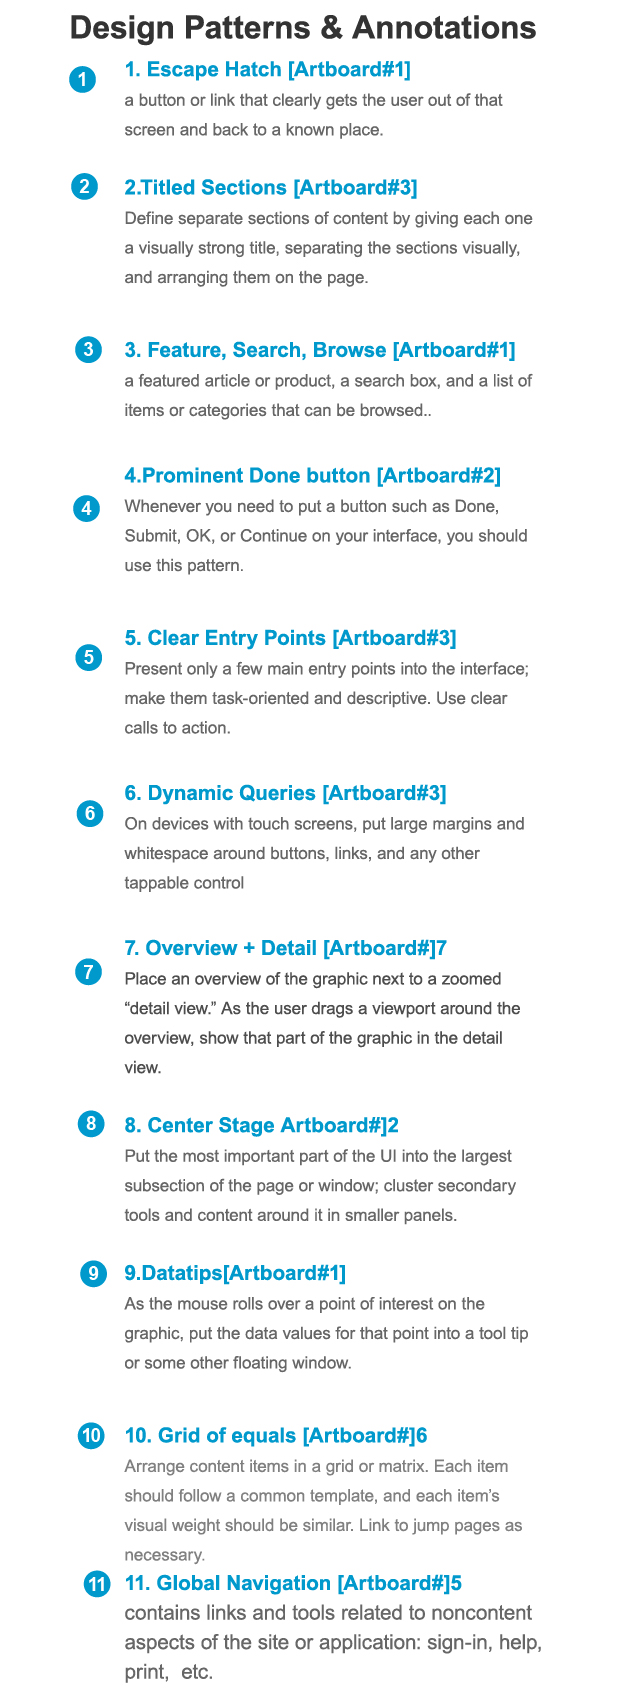 Design Patterns & Annotations
1
1. Escape Hatch [Artboard#1]
a button or link that clearly gets the user out of that
screen and back to a known place.
2
2.Titled Sections [Artboard#3]
Define separate sections of content by giving each one
a visually strong title, separating the sections visually,
and arranging them on the page.
3
3. Feature, Search, Browse [Artboard#1]
a featured article or product, a search box, and a list of
items or categories that can be browsed..
4
4.Prominent Done button [Artboard#2]
Whenever you need to put a button such as Done,
Submit, OK, or Continue on your interface, you should
use this pattern.
5
5. Clear Entry Points [Artboard#3]
Present only a few main entry points into the interface;
make them task-oriented and descriptive. Use clear
calls to action.
6
6. Dynamic Queries [Artboard#3]
On devices with touch screens, put large margins and
whitespace around buttons, links, and any other
tappable control
7
7. Overview + Detail [Artboard#]7
Place an overview of the graphic next to a zoomed
“detail view.” As the user drags a viewport around the
overview, show that part of the graphic in the detail
view.
8
8. Center Stage Artboard#]2
Put the most important part of the UI into the largest
subsection of the page or window; cluster secondary
tools and content around it in smaller panels.
9
9.Datatips[Artboard#1]
As the mouse rolls over a point of interest on the
graphic, put the data values for that point into a tool tip
or some other floating window.
10
10. Grid of equals [Artboard#]6
Arrange content items in a grid or matrix. Each item
should follow a common template, and each item’s
visual weight should be similar. Link to jump pages as
necessary.
11
11. Global Navigation [Artboard#]5
contains links and tools related to noncontent
aspects of the site or application: sign-in, help,
print,  etc.